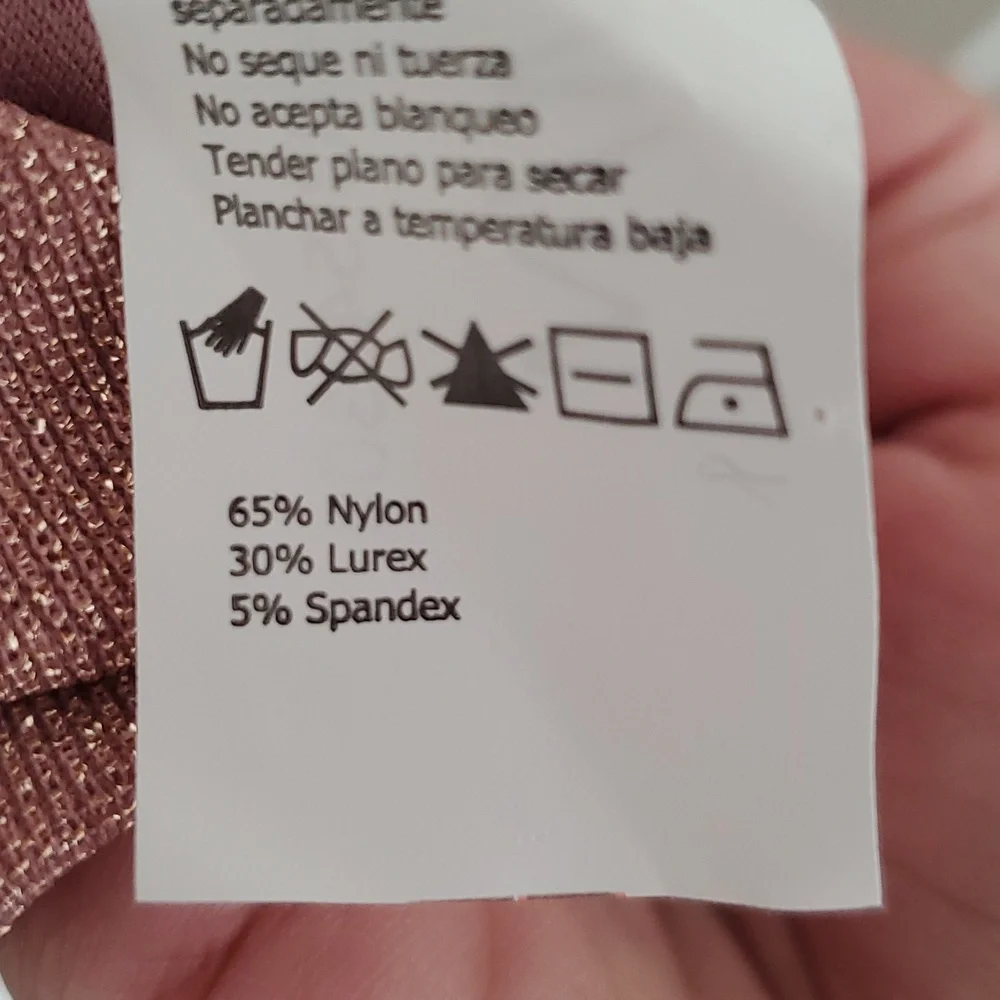 separadamente
No seque ni tuerza
No acepta blanqueo
Tender plano para secar
Planchar a temperatura baja
65% Nylon
30% Lurex
5% Spandex